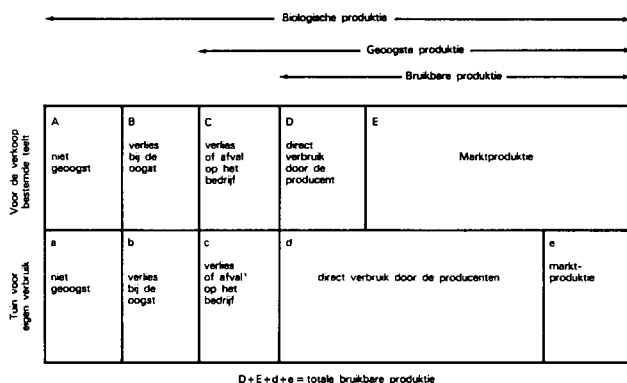 Biologische produktie
Geoogste produktie
Bruikbare produktie
Voor de verkoop
bestemde teelt
A
niet
geoogst
B
verlies
bij de
oogst
C
verlies
of afval
op het
bedrijf
D
direct
verbruik
door de
producent
E
Marktproduktie
Tuin voor
eigen verbruik
a
niet
geoogst
b
verlies
bij de
oogst
c
verlies
of afval'
op het
bedrijf
d
direct verbruik door de producenten
e
markt-
produktie
D+E+d+e = totale bruikbare produktie